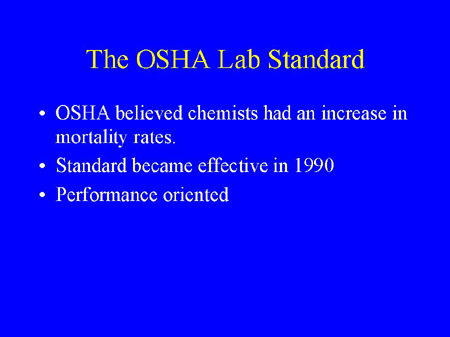 The OSHA Lab Standard
• OSHA believed chemists had an increase in
mortality rates.
• Standard became effective in 1990
• Performance oriented